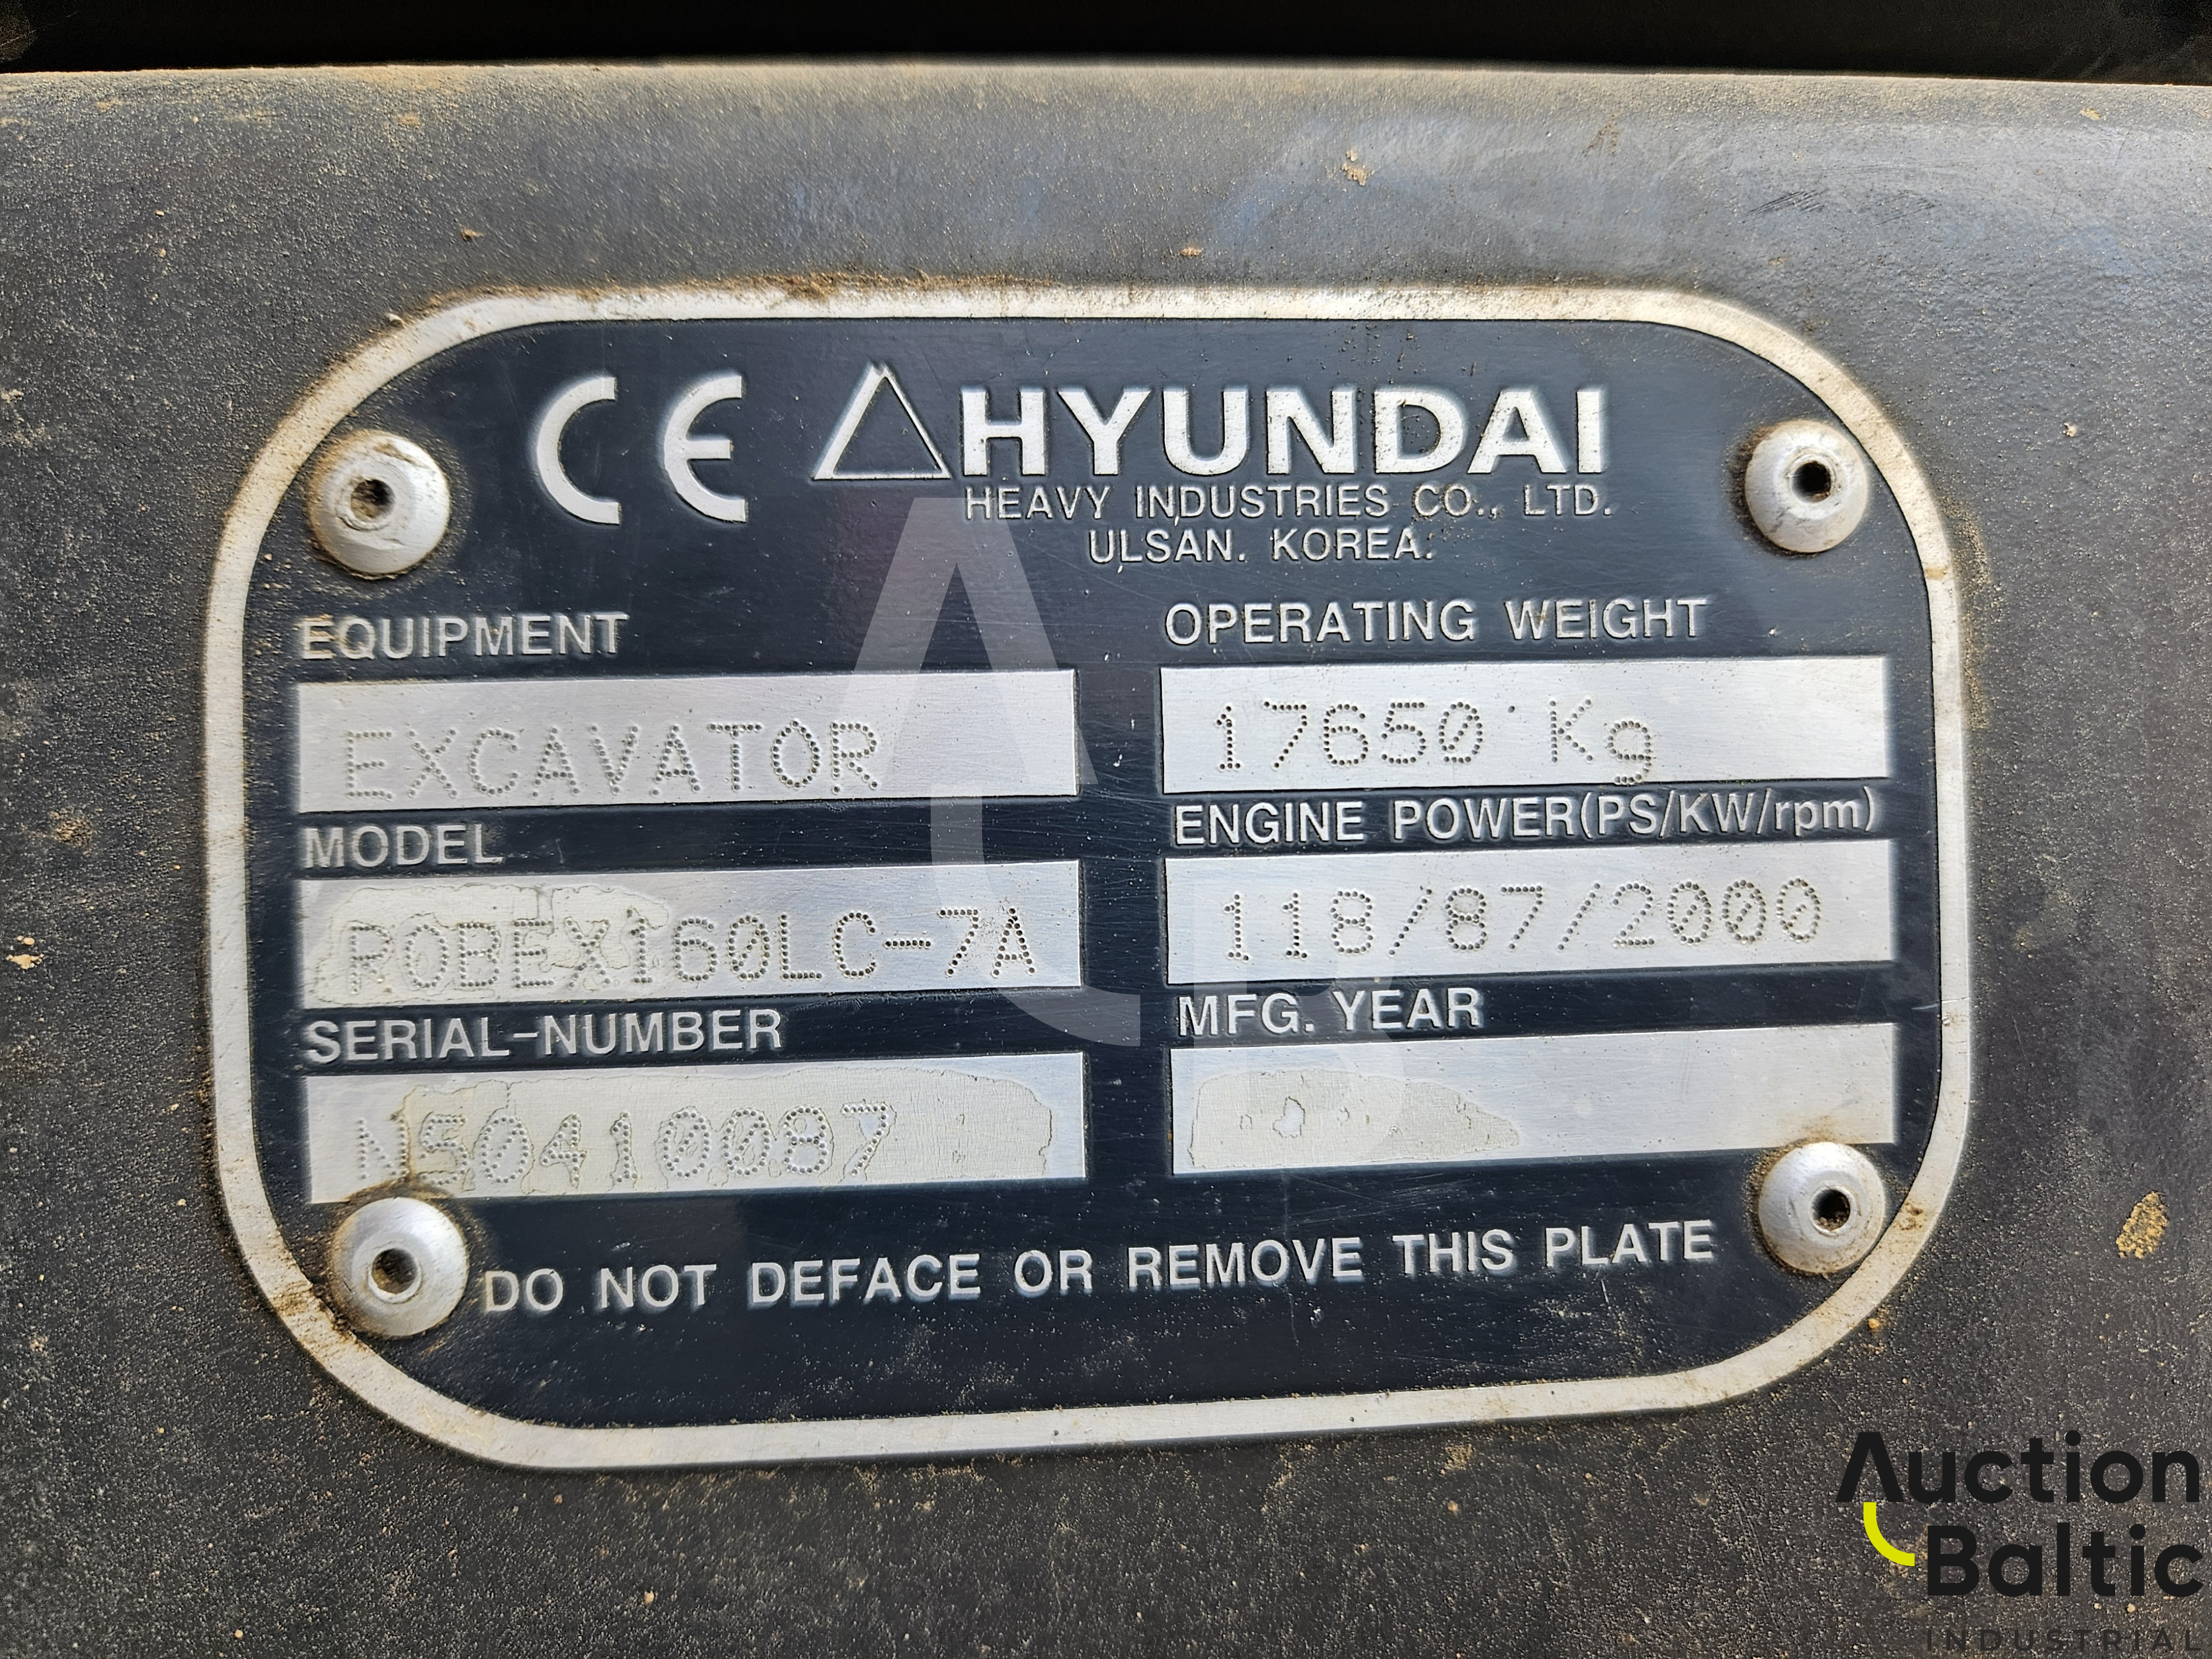 CE HYUNDAI
HEAVY INDUSTRIES CO., LTD.
ULSAN. KOREA.
EQUIPMENT
EXCAVATOR
MODEL
ROBEX160LC-7A
SERIAL-NUMBER
N50410087
OPERATING WEIGHT
17650 Kg
ENGINE POWER(PS/KW/rpm)
118/87/2000
MFG. YEAR
DO NOT DEFACE OR REMOVE THIS PLATE
Auction
Baltic
INDUSTRIAL